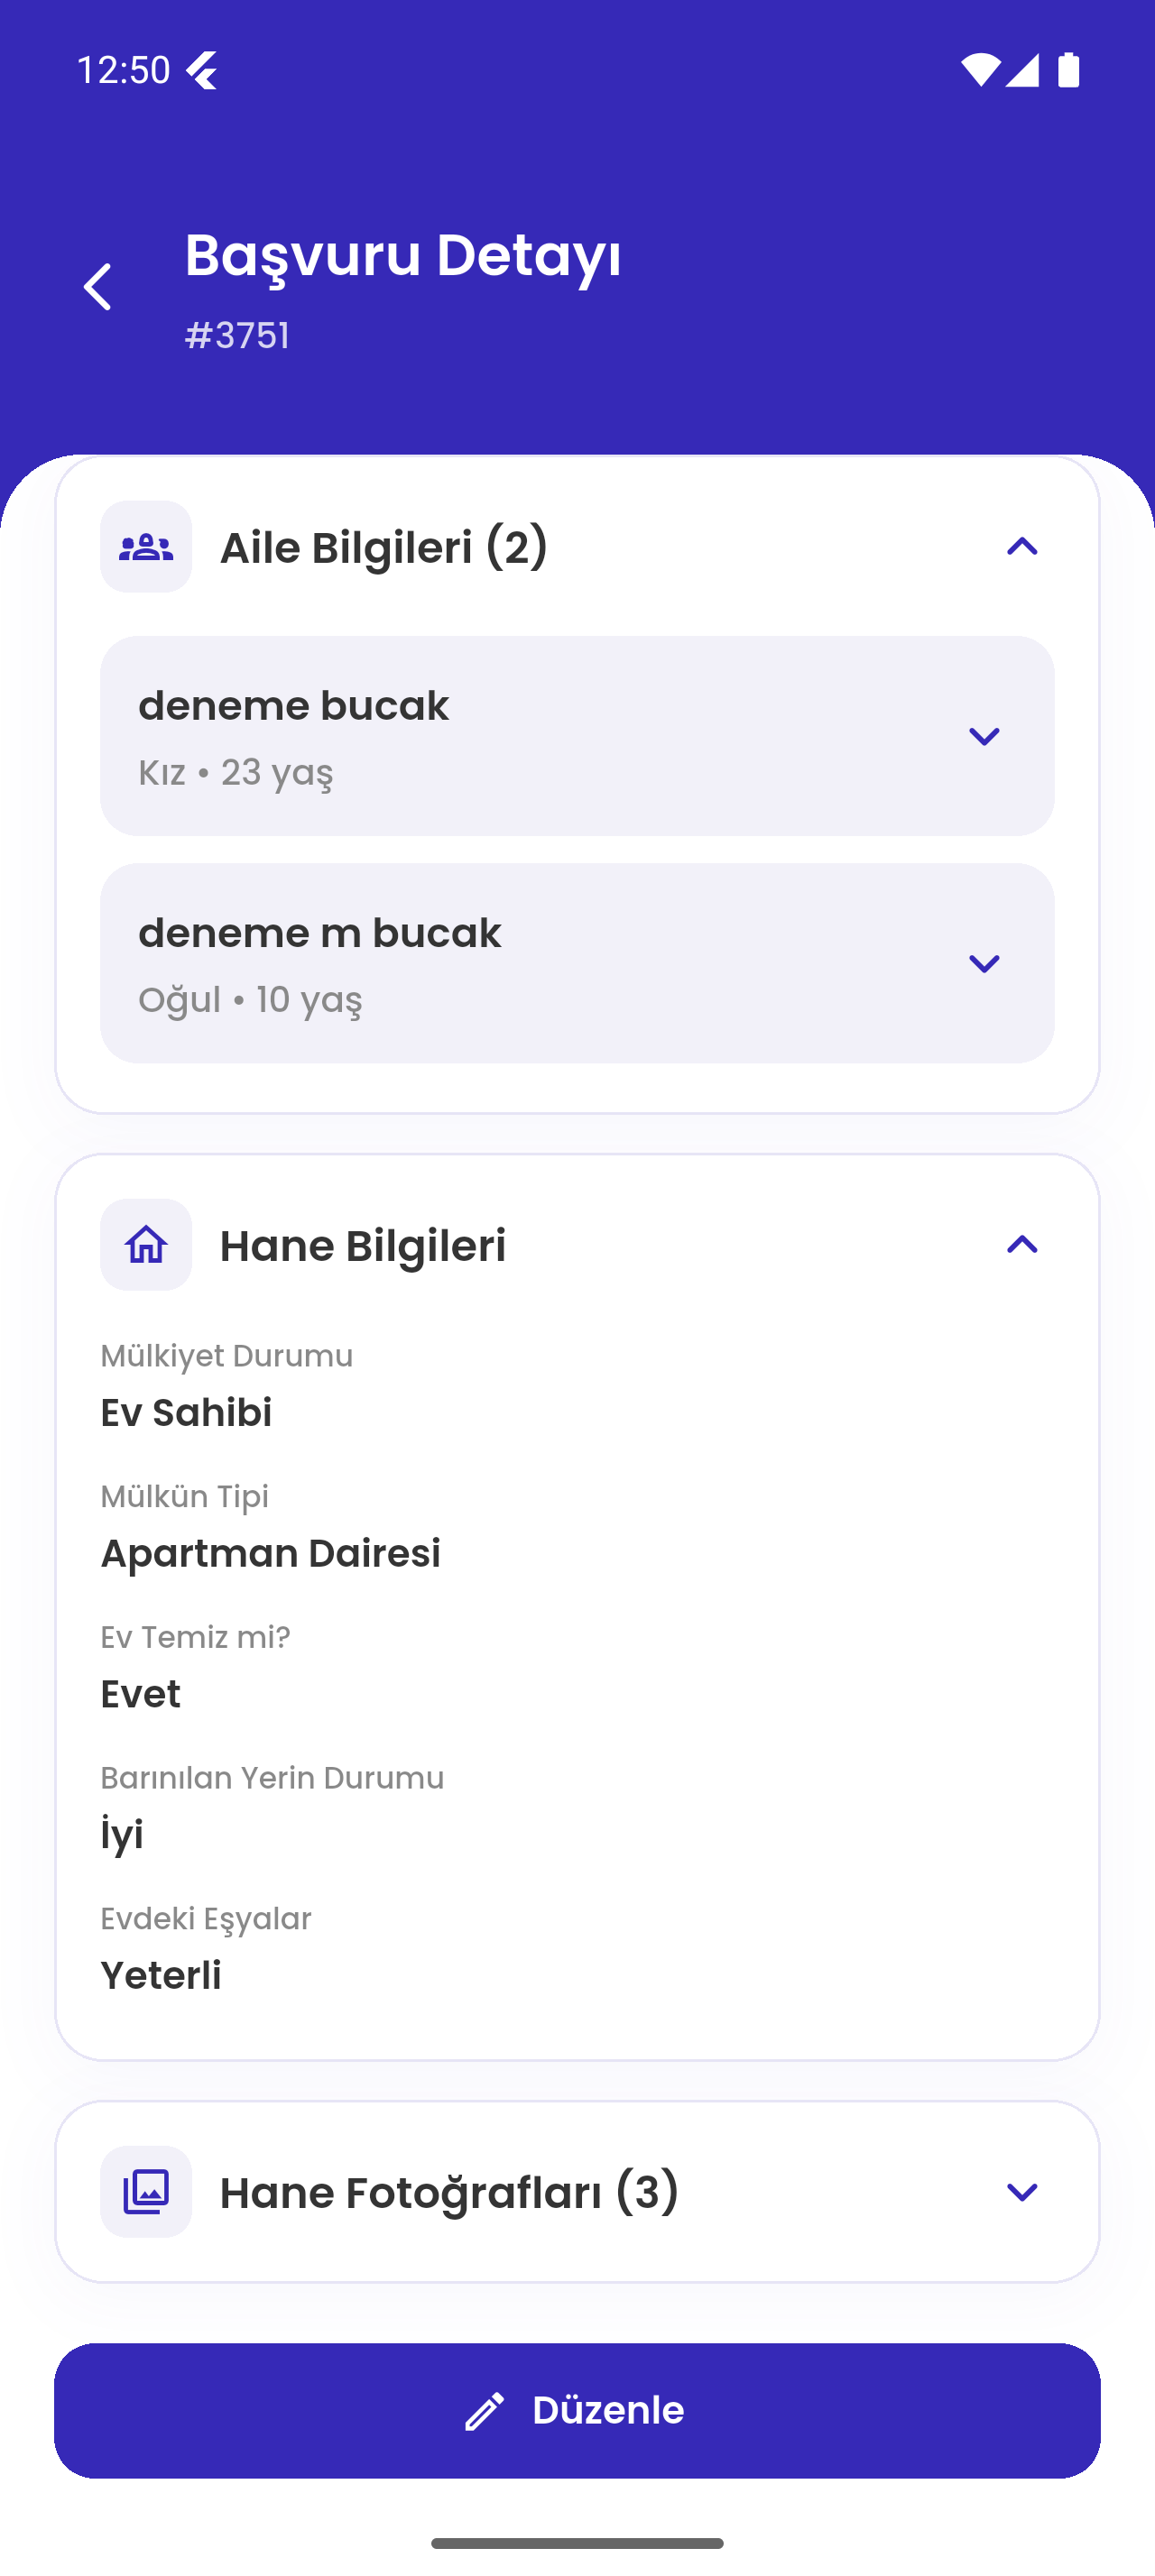 12:50
Başvuru Detayı
#3751
Aile Bilgileri (2)
deneme bucak
Kız • 23 yaş
deneme m bucak
Oğul • 10 yaş
Hane Bilgileri
Mülkiyet Durumu
Ev Sahibi
Mülkün Tipi
Apartman Dairesi
Ev Temiz mi?
Evet
Barınılan Yerin Durumu
İyi
Evdeki Eşyalar
Yeterli
Hane Fotoğrafları (3)
Düzenle